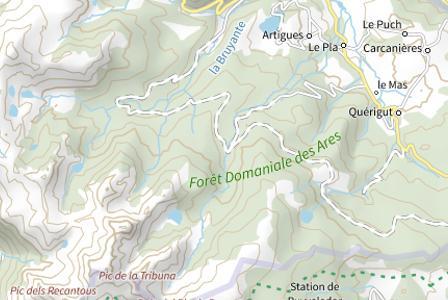 Le Puch
Artigues
Le Pla
Carcanières
la Bruyante
le Mas
Quérigut
Forêt Domaniale des Ares
Pic de la Tribuna
Pic dels Recantous
Station de